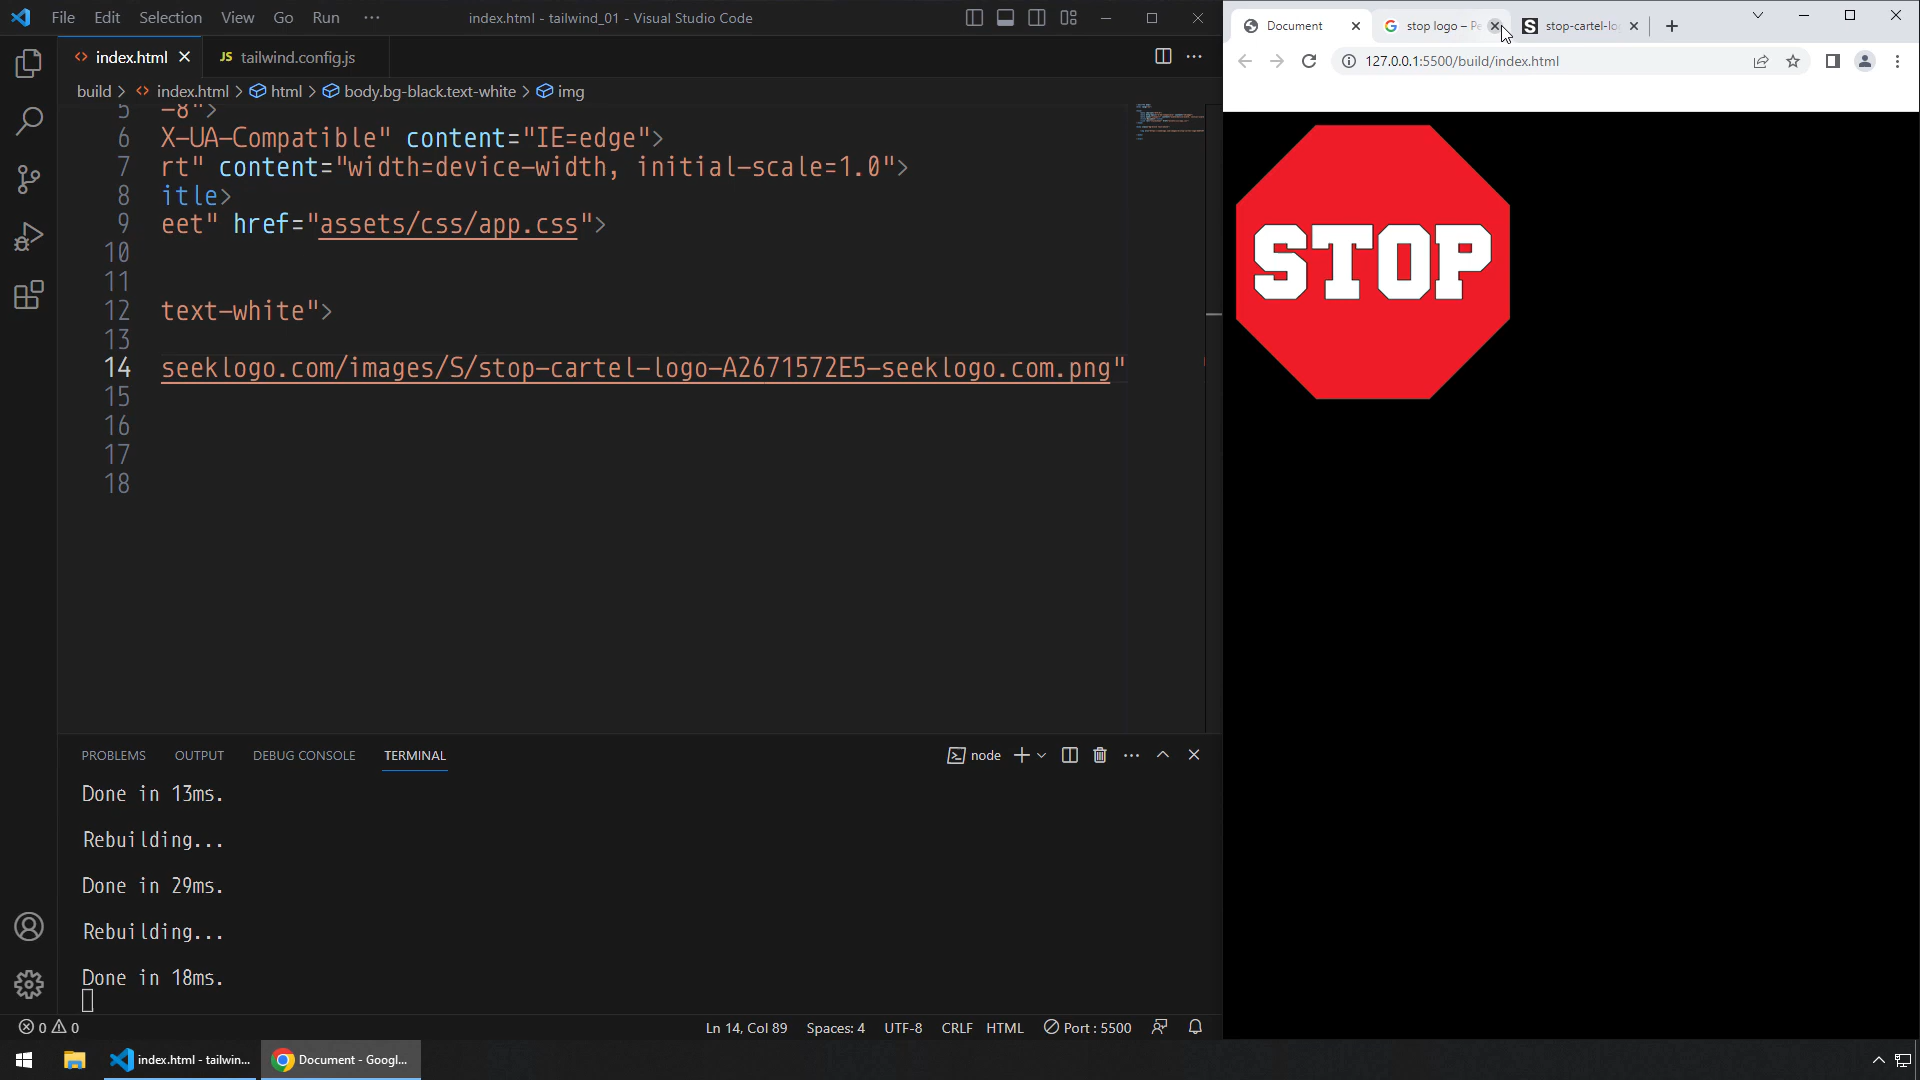 File Edit Selection View Go Run ···
index.html - tailwind_01 - Visual Studio Code
index.html
JS tailwind.config.js
build > index.html > html > body.bg-black.text-white > img
5 -8">
6 X-UA-Compatible" content="IE=edge">
7 rt" content="width=device-width, initial-scale=1.0">
8 itle>
9 eet" href="assets/css/app.css">
10
11
12 text-white">
13
14 seeklogo.com/images/S/stop-cartel-logo-A2671572E5-seeklogo.com.png"
15
16
17
18
PROBLEMS OUTPUT DEBUG CONSOLE TERMINAL
node
Done in 13ms.
Rebuilding...
Done in 29ms.
Rebuilding...
Done in 18ms.
0 0
Ln 14, Col 89 Spaces: 4 UTF-8 CRLF HTML Port : 5500
index.html - tailwin...
Document - Googl...
Document
stop logo –
stop-cartel-lo
127.0.0.1:5500/build/index.html
STOP